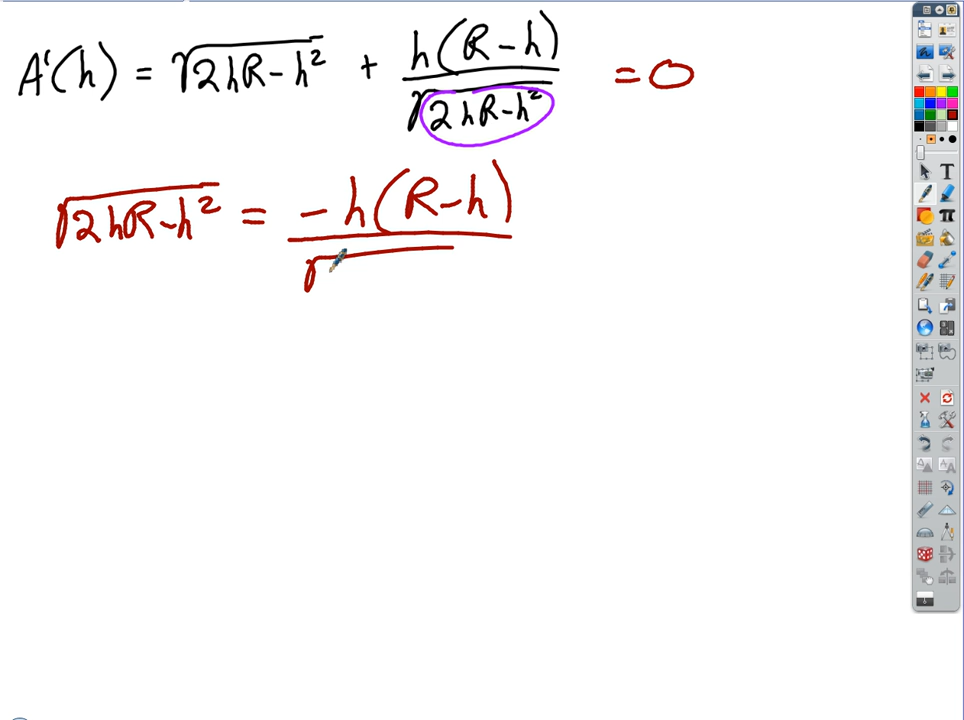 A'(h) = √(2hR-h²) + h(R-h)/√(2hR-h²) = 0
√(2hR-h²) = -h(R-h)/√